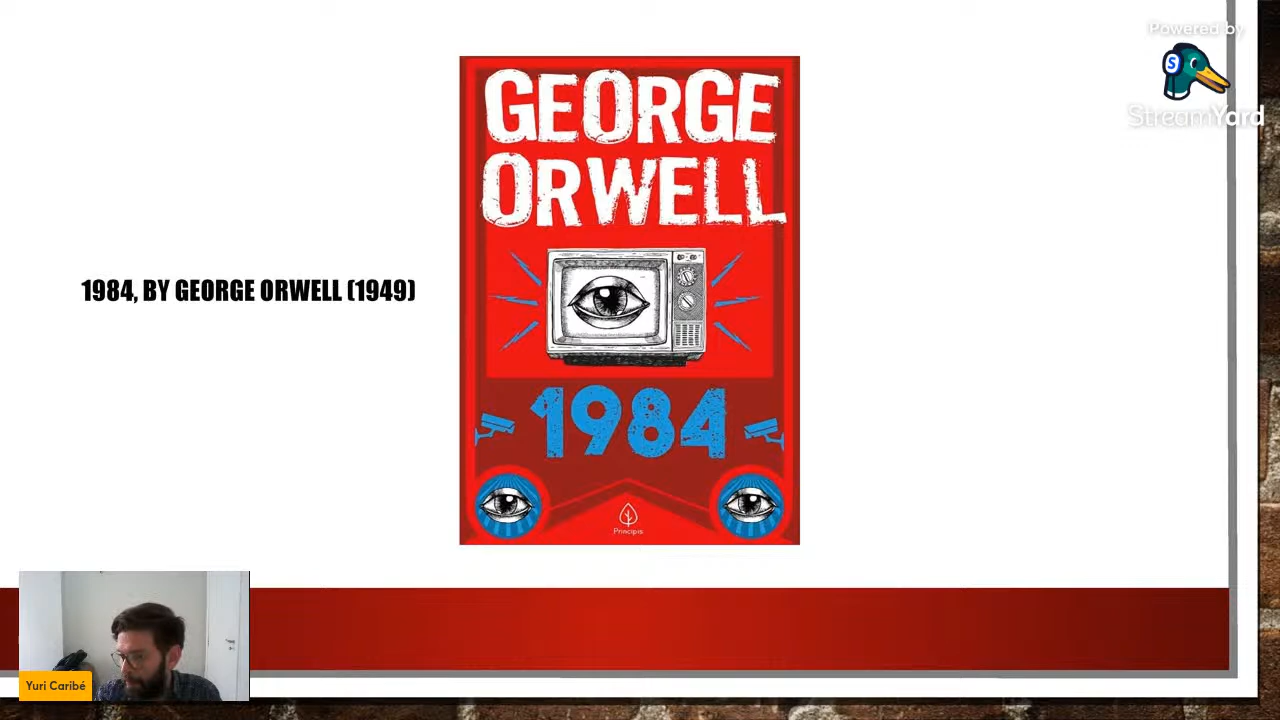 Powered by
S
StreamYard
GEORGE
ORWELL
1984, BY GEORGE ORWELL (1949)
1984
Principis
Yuri Caribé